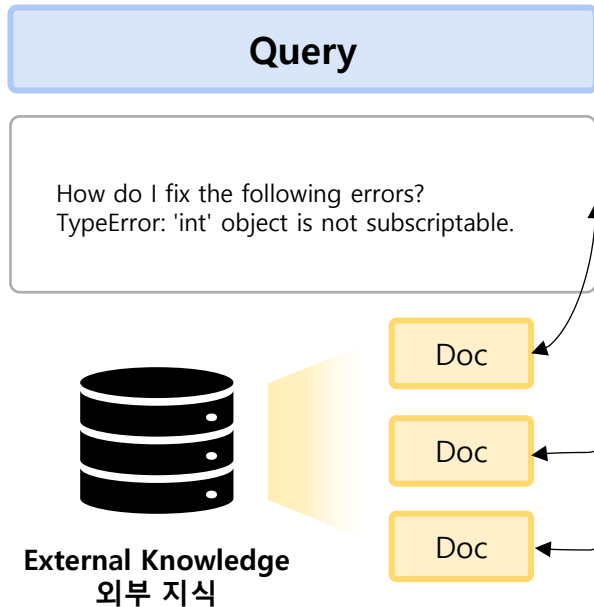 Query
How do I fix the following errors?
TypeError: 'int' object is not subscriptable.
Doc
Doc
Doc
External Knowledge
외부 지식